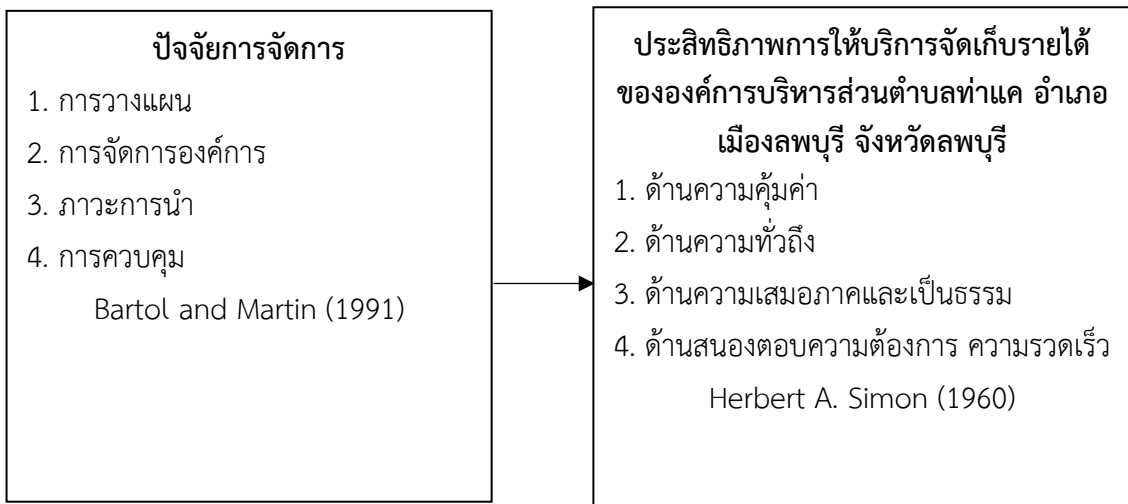 ปัจจัยการจัดการ
1. การวางแผน
2. การจัดการองค์การ
3. ภาวะการนำ
4. การควบคุม
Bartol and Martin (1991)
ประสิทธิภาพการให้บริการจัดเก็บรายได้
ขององค์การบริหารส่วนตำบลท่าแค อำเภอ
เมืองลพบุรี จังหวัดลพบุรี
1. ด้านความคุ้มค่า
2. ด้านความทั่วถึง
3. ด้านความเสมอภาคและเป็นธรรม
4. ด้านสนองตอบความต้องการ ความรวดเร็ว
Herbert A. Simon (1960)